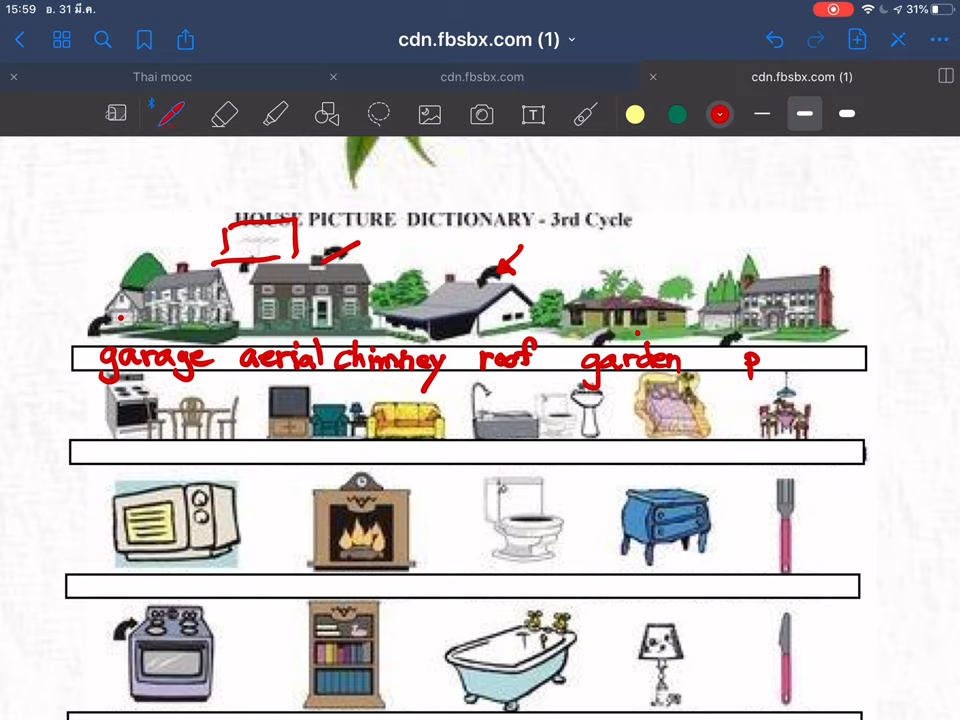 15:59 อ. 31 มี.ค. 31%
cdn.fbsbx.com (1)
Thai mooc cdn.fbsbx.com cdn.fbsbx.com (1)
HOUSE PICTURE DICTIONARY - 3rd Cycle
garage aerial chimney roof garden p